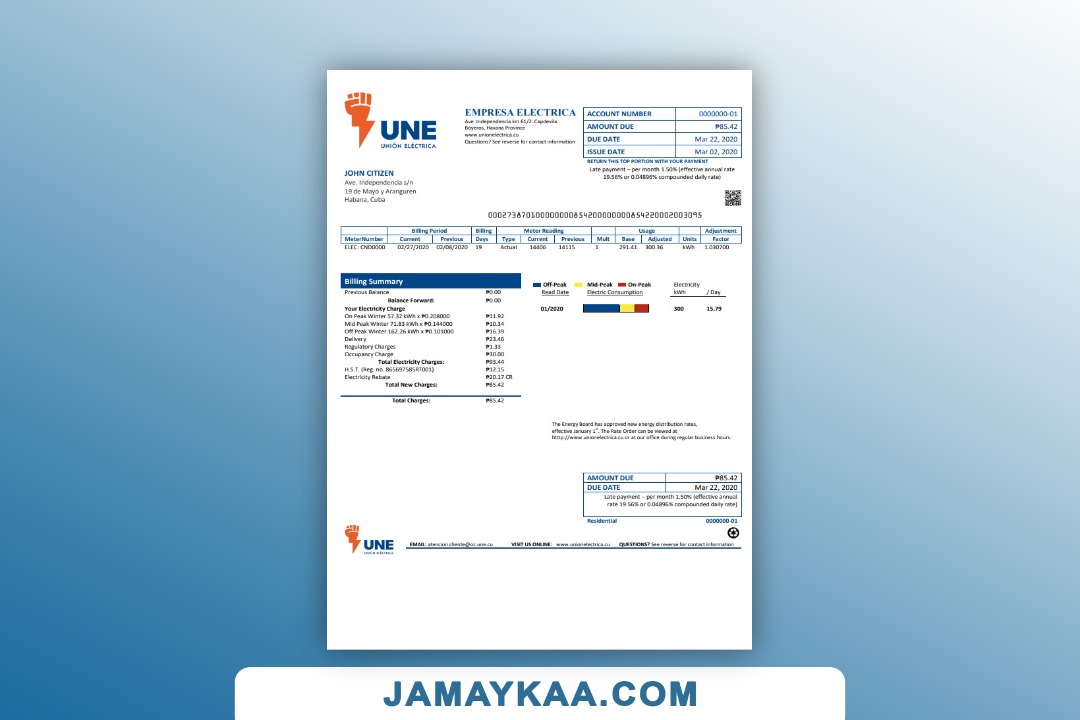 UNE
UNIÓN ELÉCTRICA
EMPRESA ELECTRICA
Ave. Independencia km 61/2. Capdevila.
Boyeros, Havana Province
www.unionelectrica.cu
Questions? See reverse for contact information
ACCOUNT NUMBER 0000000-01
AMOUNT DUE ₱85.42
DUE DATE Mar 22, 2020
ISSUE DATE Mar 02, 2020
RETURN THIS TOP PORTION WITH YOUR PAYMENT
Late payment – per month 1.50% (effective annual rate
19.56% or 0.04896% compounded daily rate)
JOHN CITIZEN
Ave. Independencia s/n
19 de Mayo y Aranguren
Habana, Cuba
00027387010000000085420000000085422000200309S
Billing Period Billing Meter Reading Usage Adjustment
MeterNumber Current Previous Days Type Current Previous Mult Base Adjusted Units Factor
ELEC: CND0000 02/27/2020 02/08/2020 19 Actual 14406 14115 1 291.41 300.36 kWh 1.030700
Billing Summary
Previous Balance ₱0.00
Balance Forward: ₱0.00
Your Electricity Charge
On Peak Winter 57.32 kWh x ₱0.208000 ₱11.92
Mid Peak Winter 71.83 kWh x ₱0.144000 ₱10.34
Off Peak Winter 162.26 kWh x ₱0.101000 ₱16.39
Delivery ₱23.46
Regulatory Charges ₱1.33
Occupancy Charge ₱30.00
Total Electricity Charges: ₱93.44
H.S.T. (Reg. no. 865697585RT001) ₱12.15
Electricity Rebate ₱20.17 CR
Total New Charges: ₱85.42
Total Charges: ₱85.42
Off-Peak Mid-Peak On-Peak Electricity
Read Date Electric Consumption kWh / Day
01/2020 300 15.79
The Energy Board has approved new energy distribution rates,
effective January 1st. The Rate Order can be viewed at
http://www.unionelectrica.cu or at our office during regular business hours.
AMOUNT DUE ₱85.42
DUE DATE Mar 22, 2020
Late payment – per month 1.50% (effective annual
rate 19.56% or 0.04896% compounded daily rate)
Residential 0000000-01
UNE
UNIÓN ELÉCTRICA
EMAIL: atencion.cliente@oc.une.cu VISIT US ONLINE: www.unionelectrica.cu QUESTIONS? See reverse for contact information
JAMAYKAA.COM